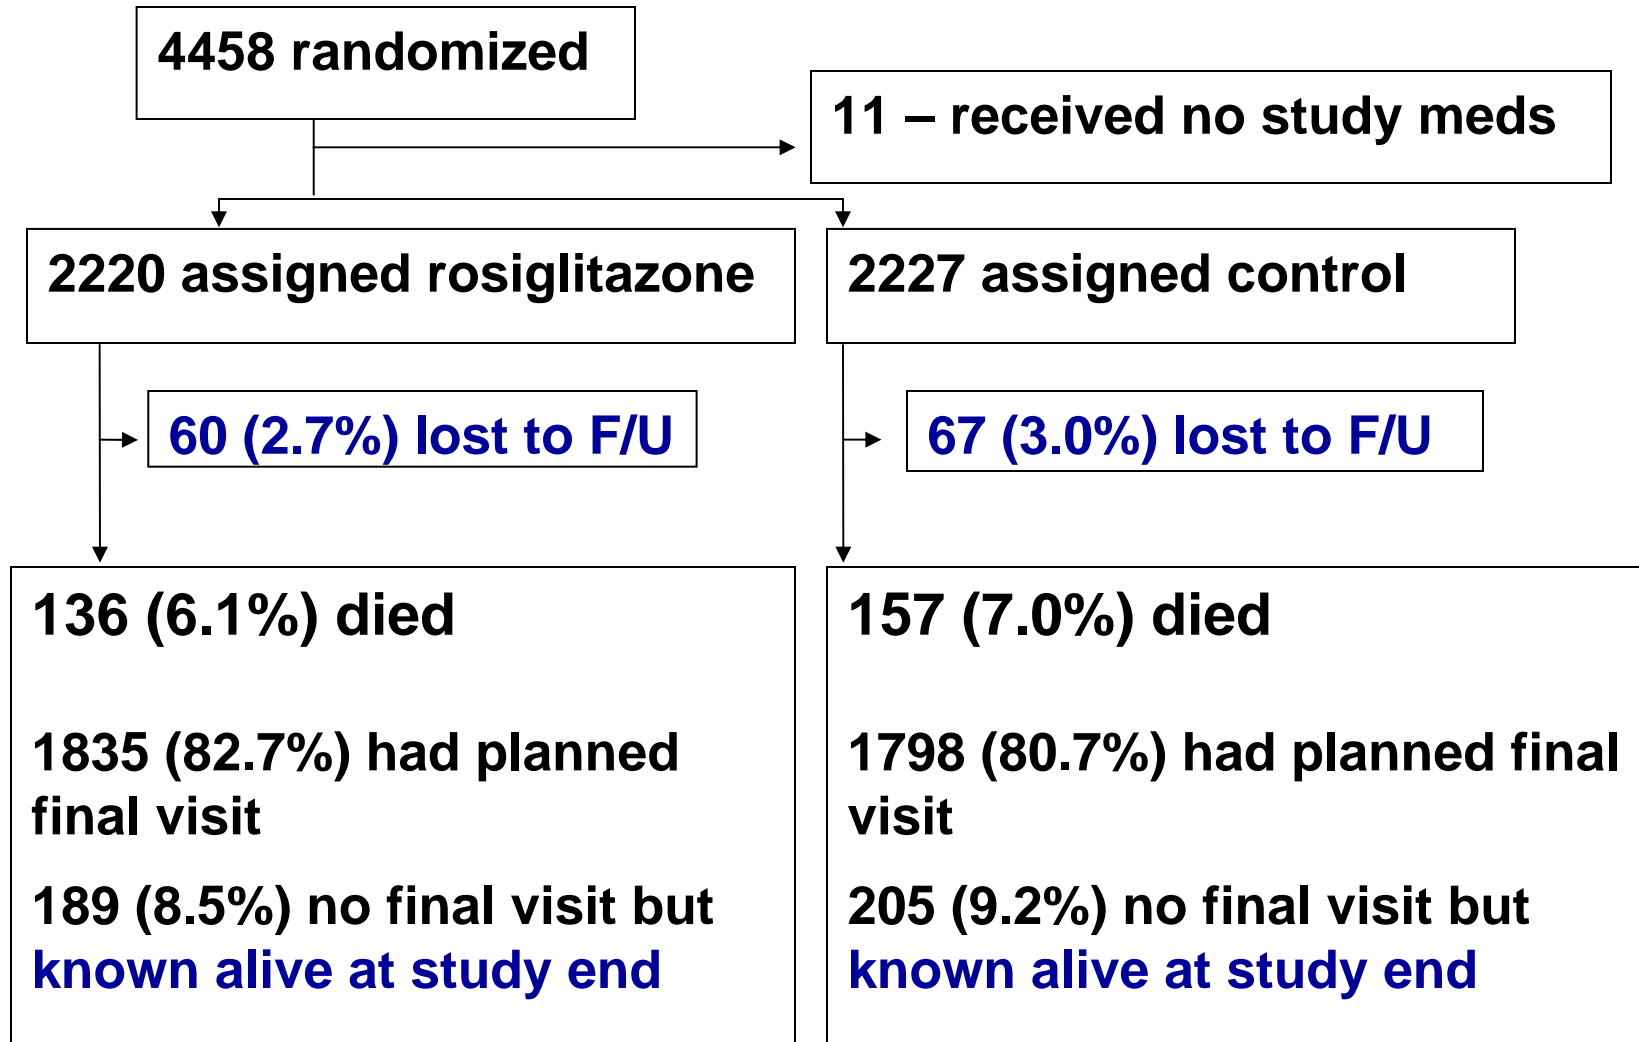 4458 randomized
11 – received no study meds
2220 assigned rosiglitazone
2227 assigned control
60 (2.7%) lost to F/U
67 (3.0%) lost to F/U
136 (6.1%) died
1835 (82.7%) had planned
final visit
189 (8.5%) no final visit but
known alive at study end
157 (7.0%) died
1798 (80.7%) had planned final
visit
205 (9.2%) no final visit but
known alive at study end